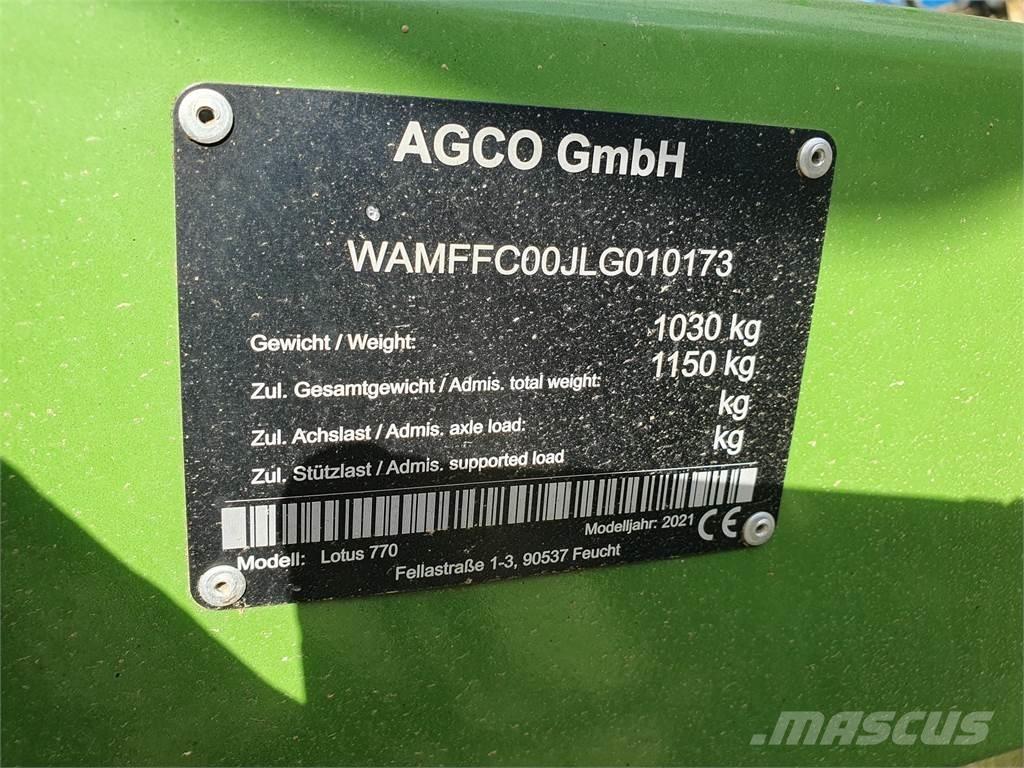 AGCO GmbH
WAMFFC00JLG010173
Gewicht / Weight: 1030 kg
Zul. Gesamtgewicht / Admis. total weight: 1150 kg
Zul. Achslast / Admis. axle load: kg
Zul. Stützlast / Admis. supported load kg
Modell: Lotus 770 Modelljahr: 2021 CE
Fellastraße 1-3, 90537 Feucht
MASCUS